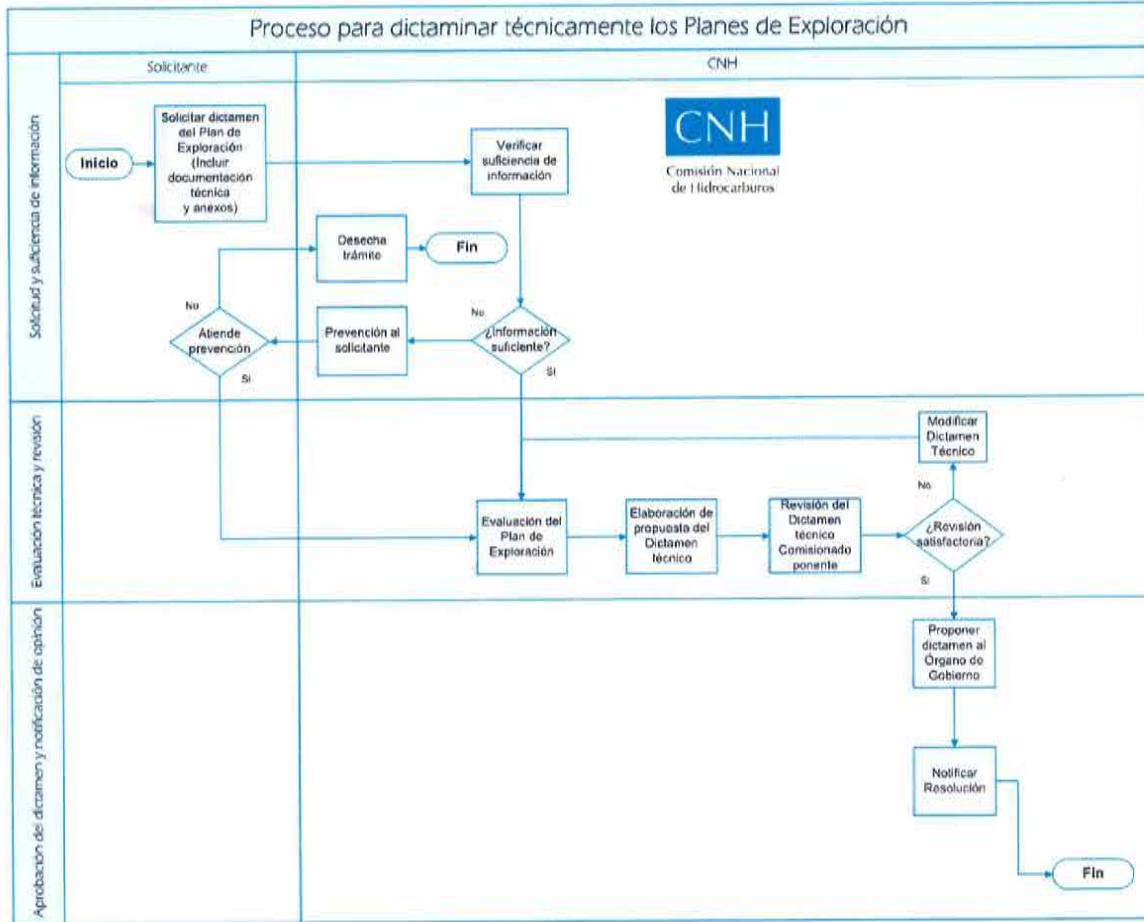 Proceso para dictaminar técnicamente los Planes de Exploración
Solicitante
CNH
Solicitud y suficiencia de información
Inicio
Solicitar dictamen
del Plan de
Exploración
(Incluir
documentación
técnica
y anexos)
Verificar
suficiencia de
información
CNH
Comisión Nacional
de Hidrocarburos
Desecha
trámite
Fin
No
Atiende
prevención
Si
Prevención al
solicitante
No
¿Información
suficiente?
Si
Evaluación técnica y revisión
Modificar
Dictamen
Técnico
No
Evaluación del
Plan de
Exploración
Elaboración de
propuesta del
Dictamen
técnico
Revisión del
Dictamen
técnico
Comisionado
ponente
¿Revisión
satisfactoria?
Si
Aprobación del dictamen y notificación de opinión
Proponer
dictamen al
Órgano de
Gobierno
Notificar
Resolución
Fin